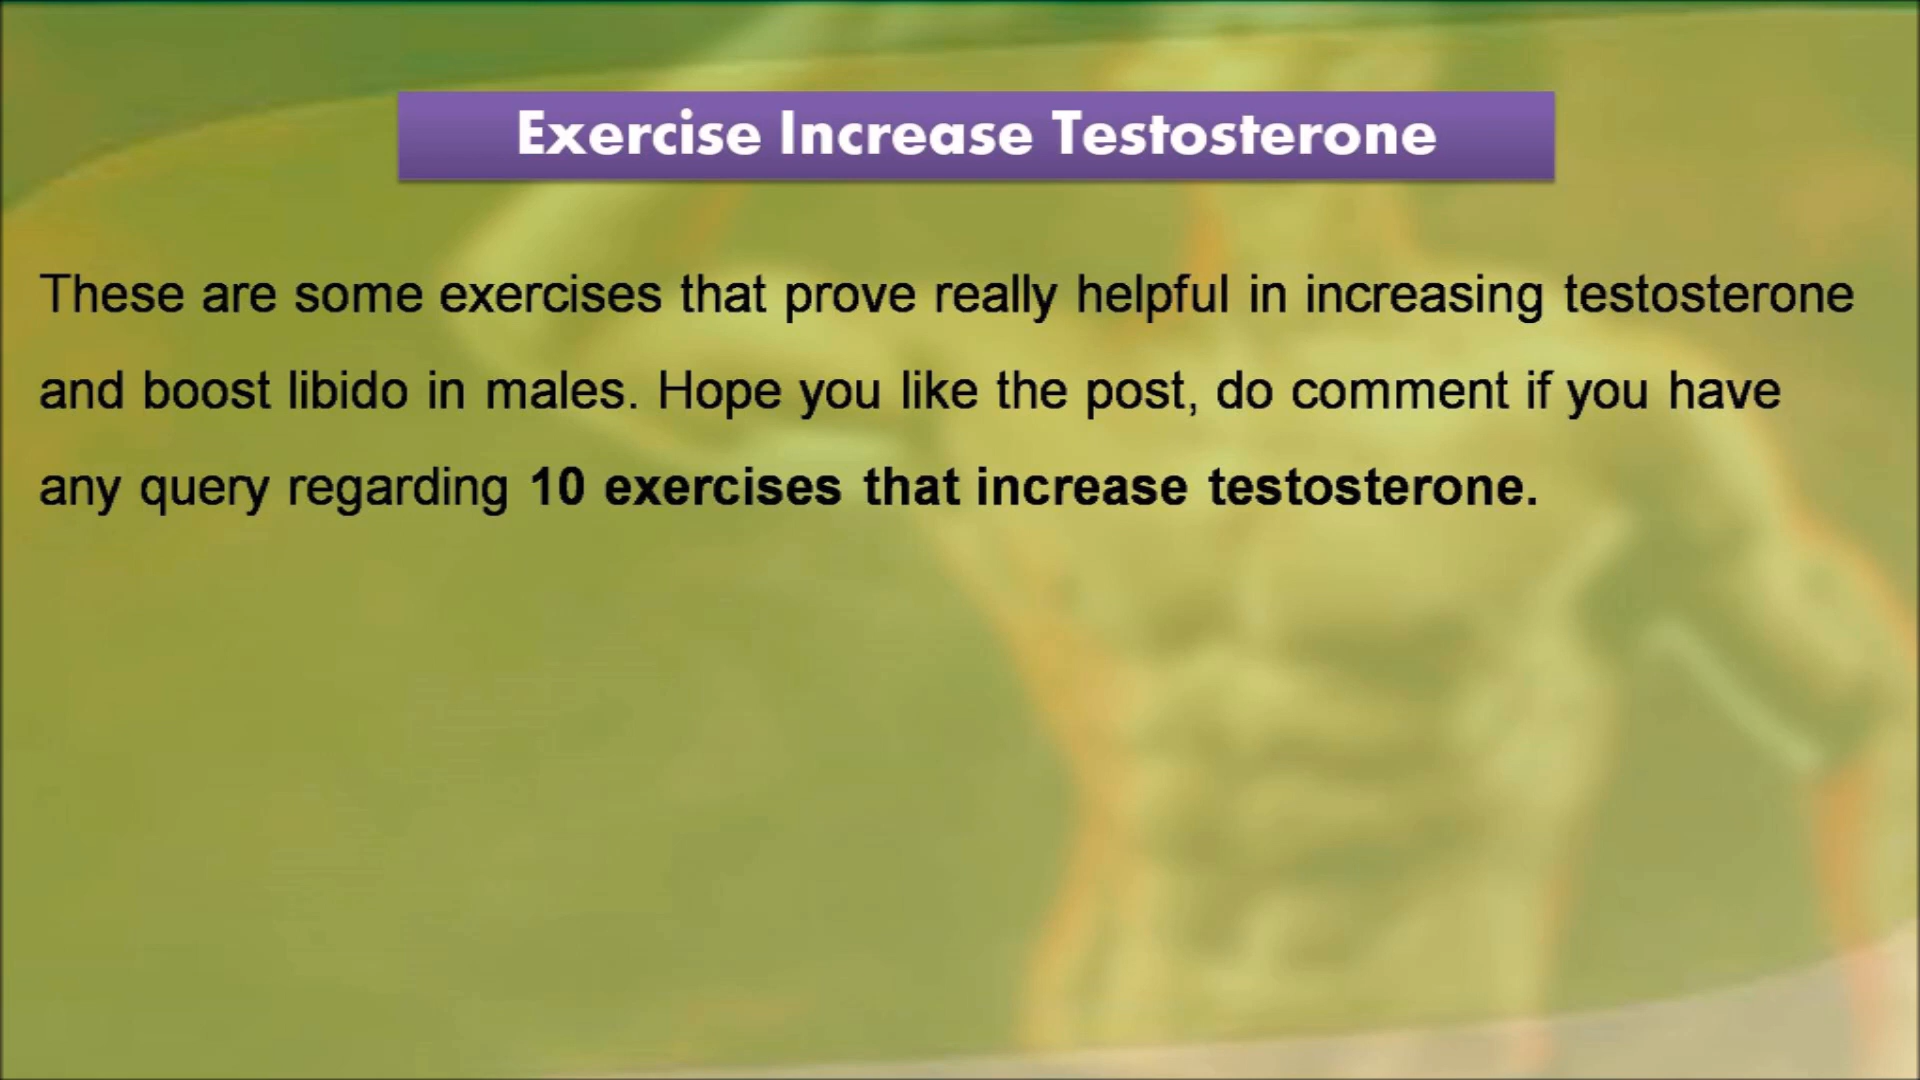 Exercise Increase Testosterone
These are some exercises that prove really helpful in increasing testosterone
and boost libido in males. Hope you like the post, do comment if you have
any query regarding 10 exercises that increase testosterone.